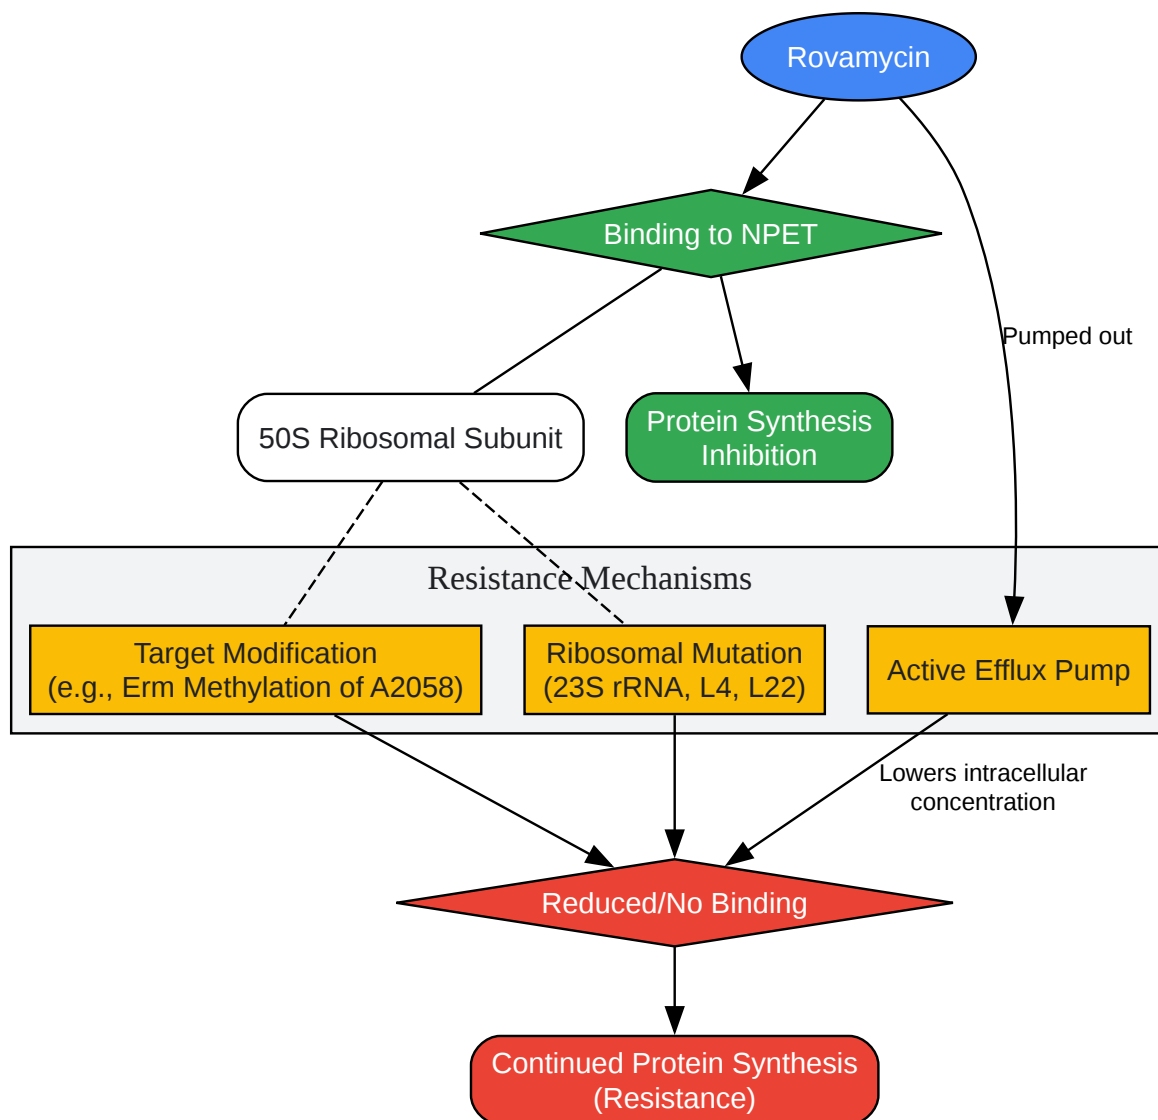 Rovamycin
Binding to NPET
Pumped out
50S Ribosomal Subunit
Protein Synthesis
Inhibition
Resistance Mechanisms
Target Modification
(e.g., Erm Methylation of A2058)
Ribosomal Mutation
(23S rRNA, L4, L22)
Active Efflux Pump
Lowers intracellular
concentration
Reduced/No Binding
Continued Protein Synthesis
(Resistance)